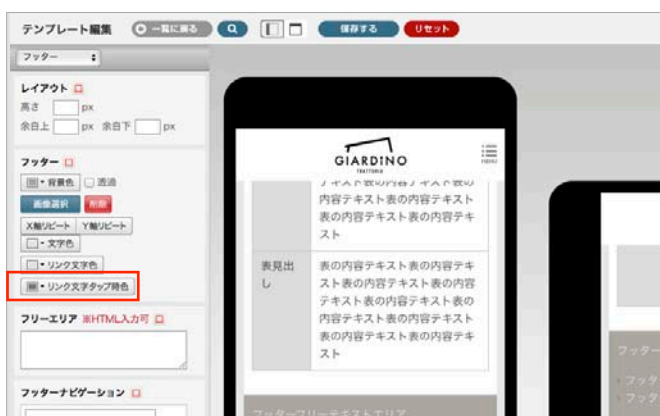 テンプレート編集
一覧に戻る
保存する
リセット
フッター
レイアウト
高さ px
余白上 px 余白下 px
フッター
背景色 透過
画像選択 削除
X軸リピート Y軸リピート
文字色
リンク文字色
リンク文字タップ時色
フリーエリア ※HTML入力可
フッターナビゲーション
GIARDINO
TRATTORIA
MENU
テキスト表の内容テキスト表の
内容テキスト表の内容テキスト
表の内容テキスト表の内容テキ
スト
表見出
し
表の内容テキスト表の内容テキ
スト表の内容テキスト表の内容
テキスト表の内容テキスト表の
内容テキスト表の内容テキスト
表の内容テキスト表の内容テキ
スト
フッターフリーテキストエリア
フッター
フッタ
フッタ